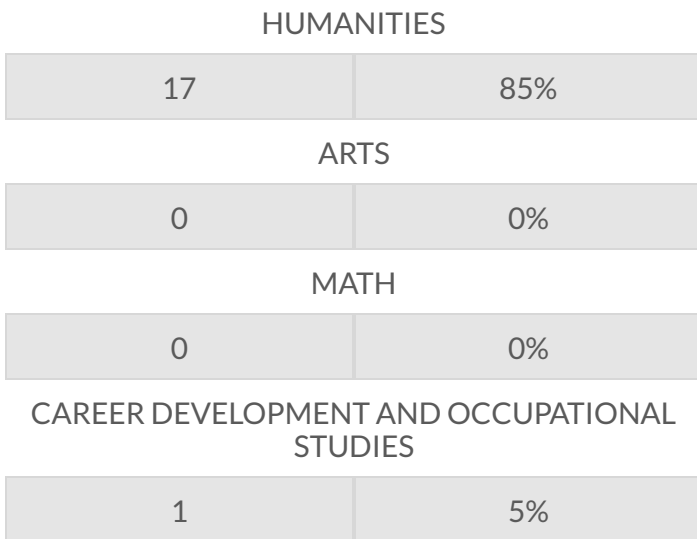 HUMANITIES
17 85%
ARTS
0 0%
MATH
0 0%
CAREER DEVELOPMENT AND OCCUPATIONAL
STUDIES
1 5%